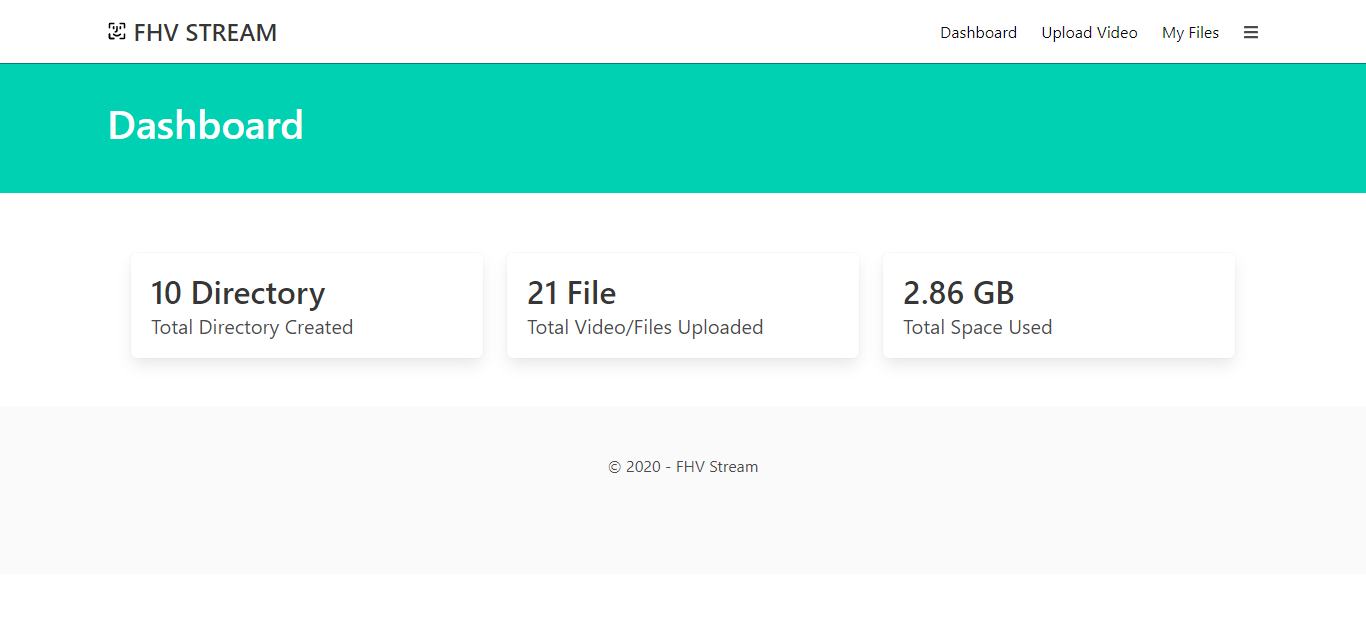 FHV STREAM
Dashboard
Upload Video
My Files
Dashboard
10 Directory
Total Directory Created
21 File
Total Video/Files Uploaded
2.86 GB
Total Space Used
© 2020 - FHV Stream